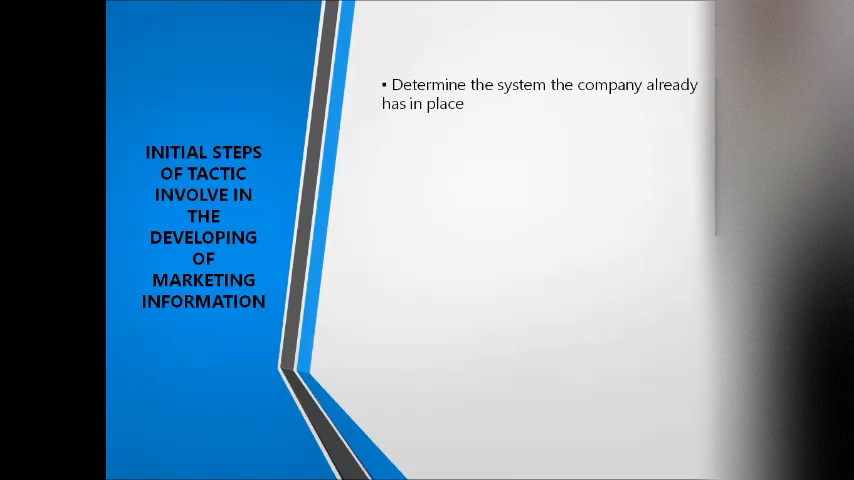 INITIAL STEPS
OF TACTIC
INVOLVE IN
THE
DEVELOPING
OF
MARKETING
INFORMATION
▪ Determine the system the company already
has in place